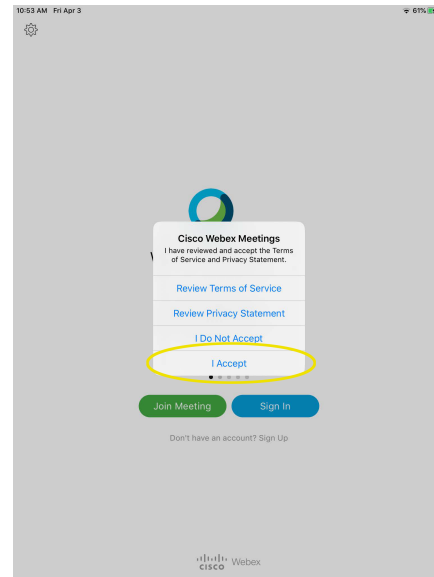 10:53 AM Fri Apr 3
61%
Cisco Webex Meetings
I have reviewed and accept the Terms
of Service and Privacy Statement.
Review Terms of Service
Review Privacy Statement
I Do Not Accept
I Accept
Join Meeting
Sign In
Don't have an account? Sign Up
CISCO Webex